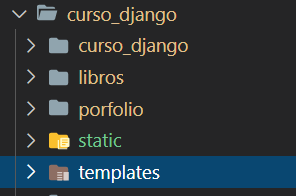 curso_django
curso_django
libros
porfolio
static
templates